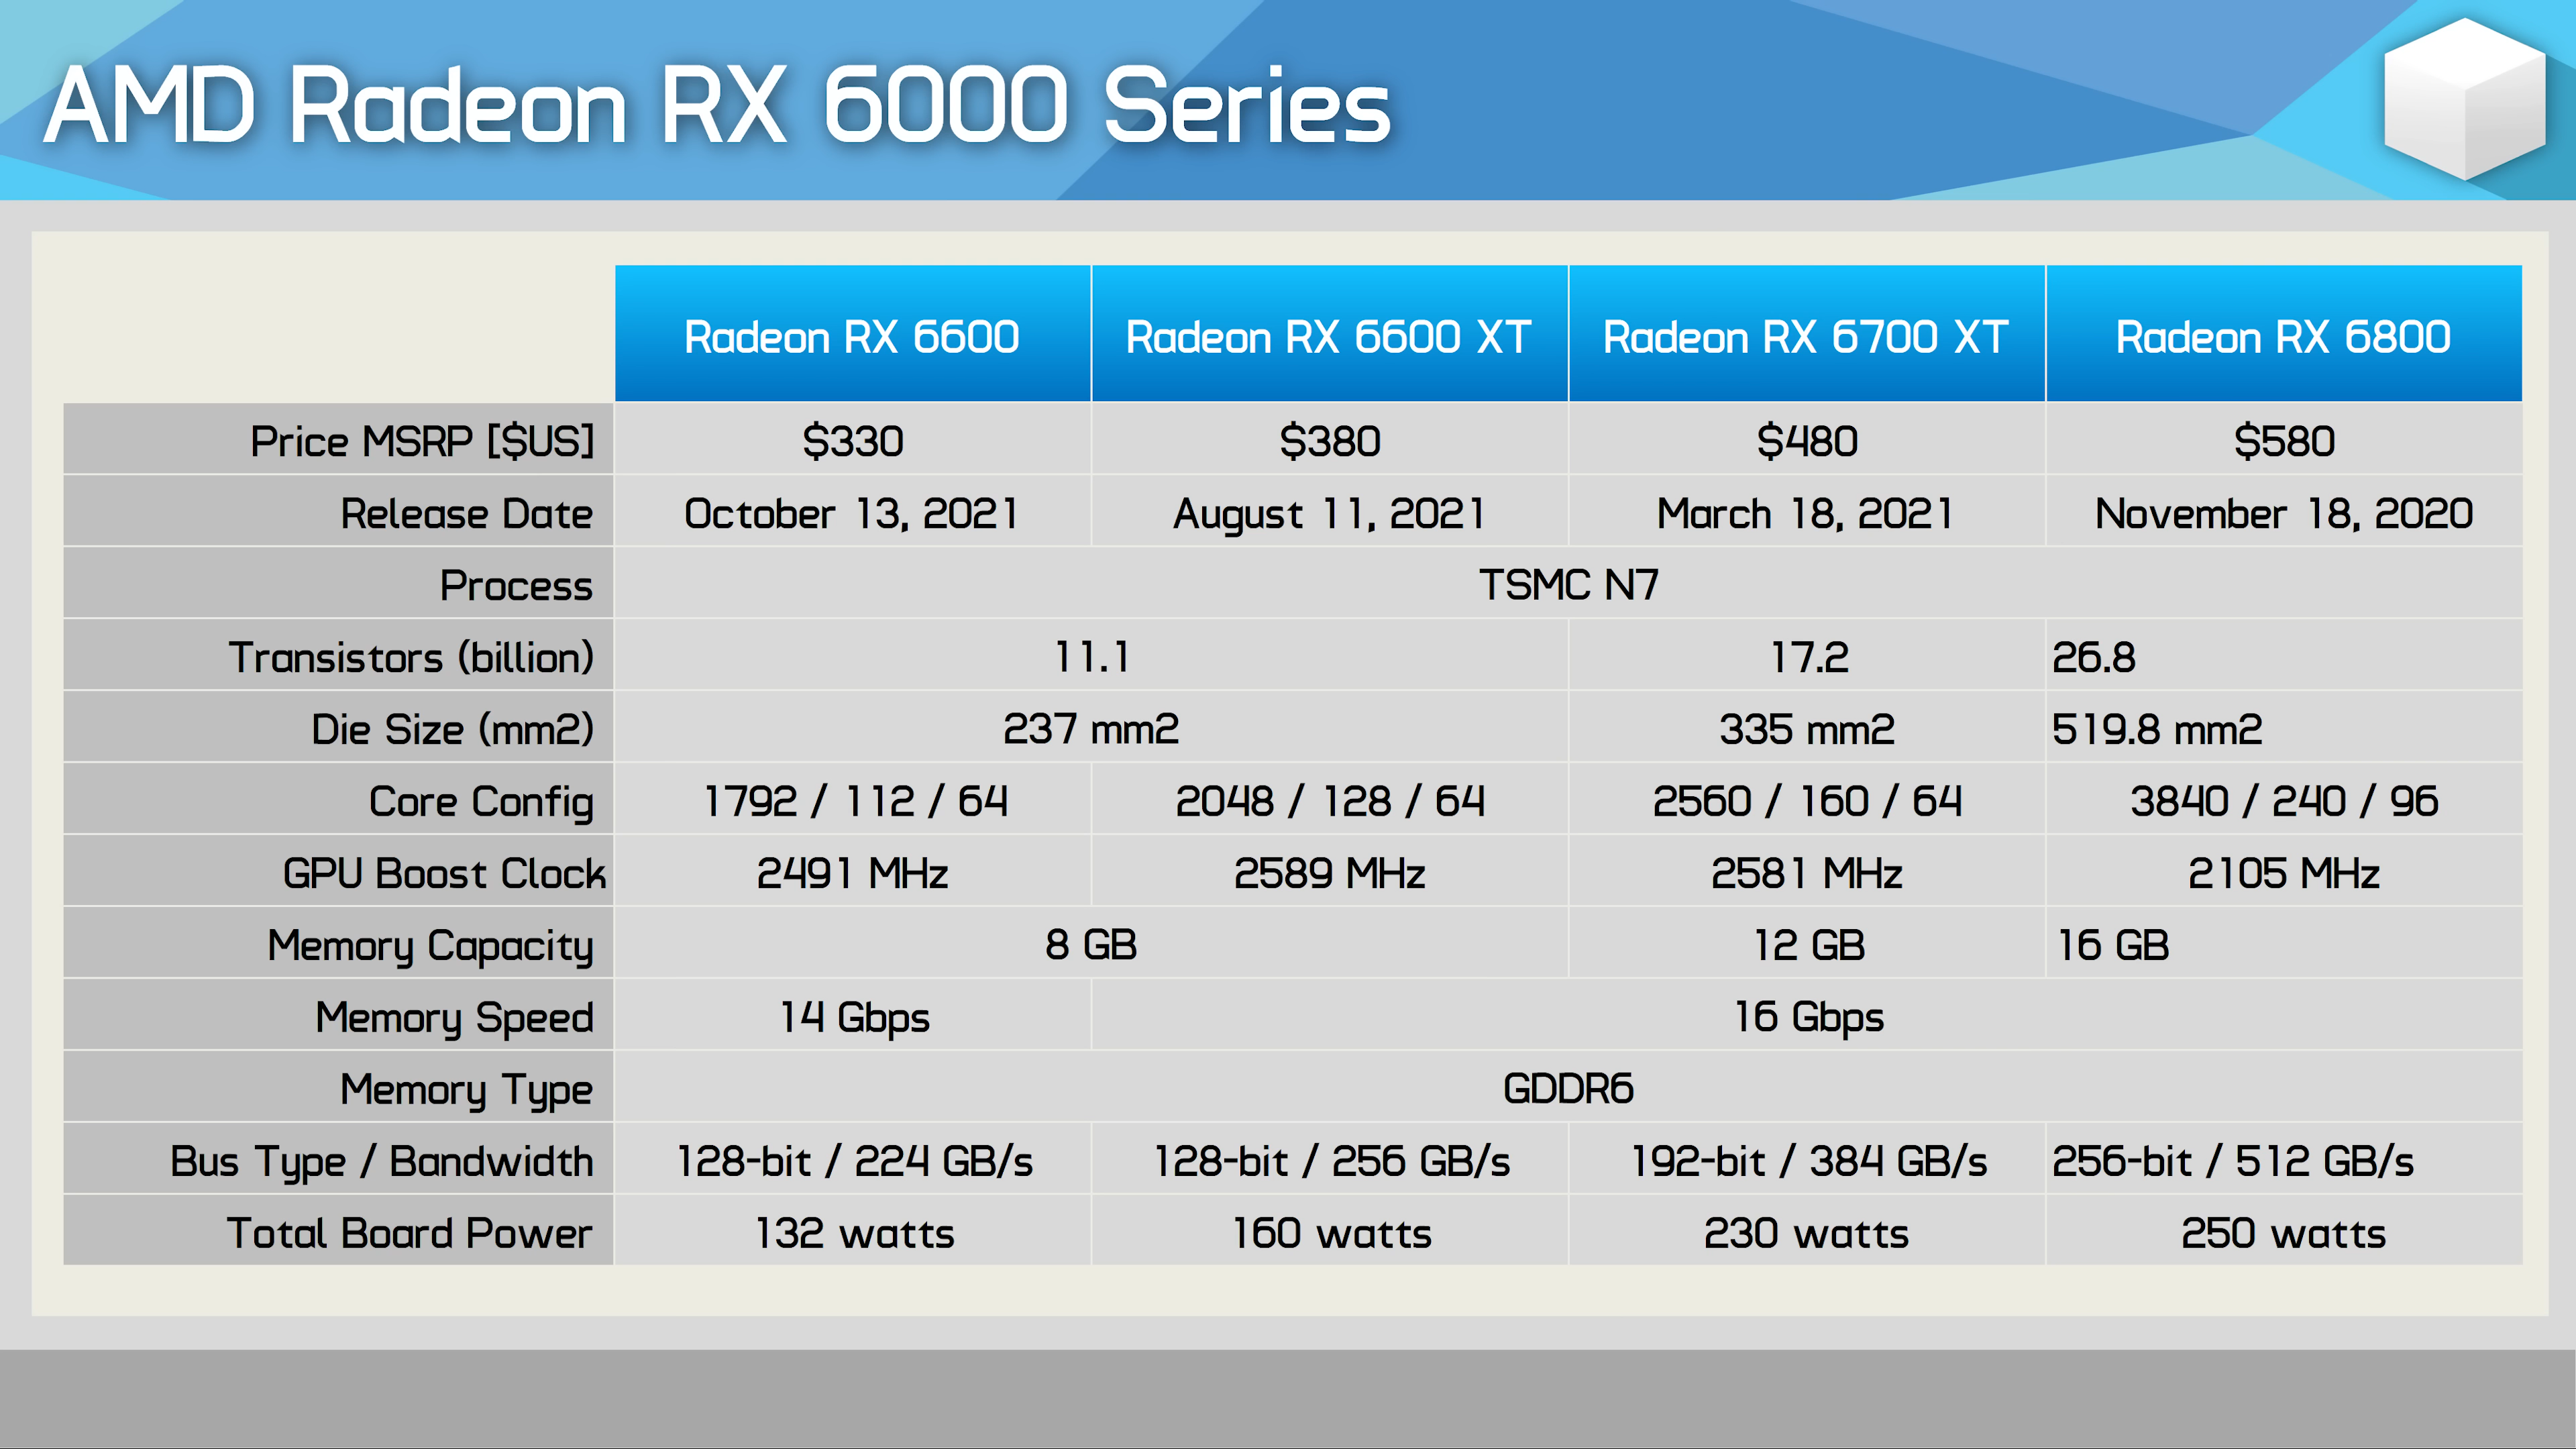 AMD Radeon RX 6000 Series
Radeon RX 6600 Radeon RX 6600 XT Radeon RX 6700 XT Radeon RX 6800
Price MSRP [$US] $330 $380 $480 $580
Release Date October 13, 2021 August 11, 2021 March 18, 2021 November 18, 2020
Process TSMC N7
Transistors (billion) 11.1 17.2 26.8
Die Size (mm2) 237 mm2 335 mm2 519.8 mm2
Core Config 1792 / 112 / 64 2048 / 128 / 64 2560 / 160 / 64 3840 / 240 / 96
GPU Boost Clock 2491 MHz 2589 MHz 2581 MHz 2105 MHz
Memory Capacity 8 GB 12 GB 16 GB
Memory Speed 14 Gbps 16 Gbps
Memory Type GDDR6
Bus Type / Bandwidth 128-bit / 224 GB/s 128-bit / 256 GB/s 192-bit / 384 GB/s 256-bit / 512 GB/s
Total Board Power 132 watts 160 watts 230 watts 250 watts